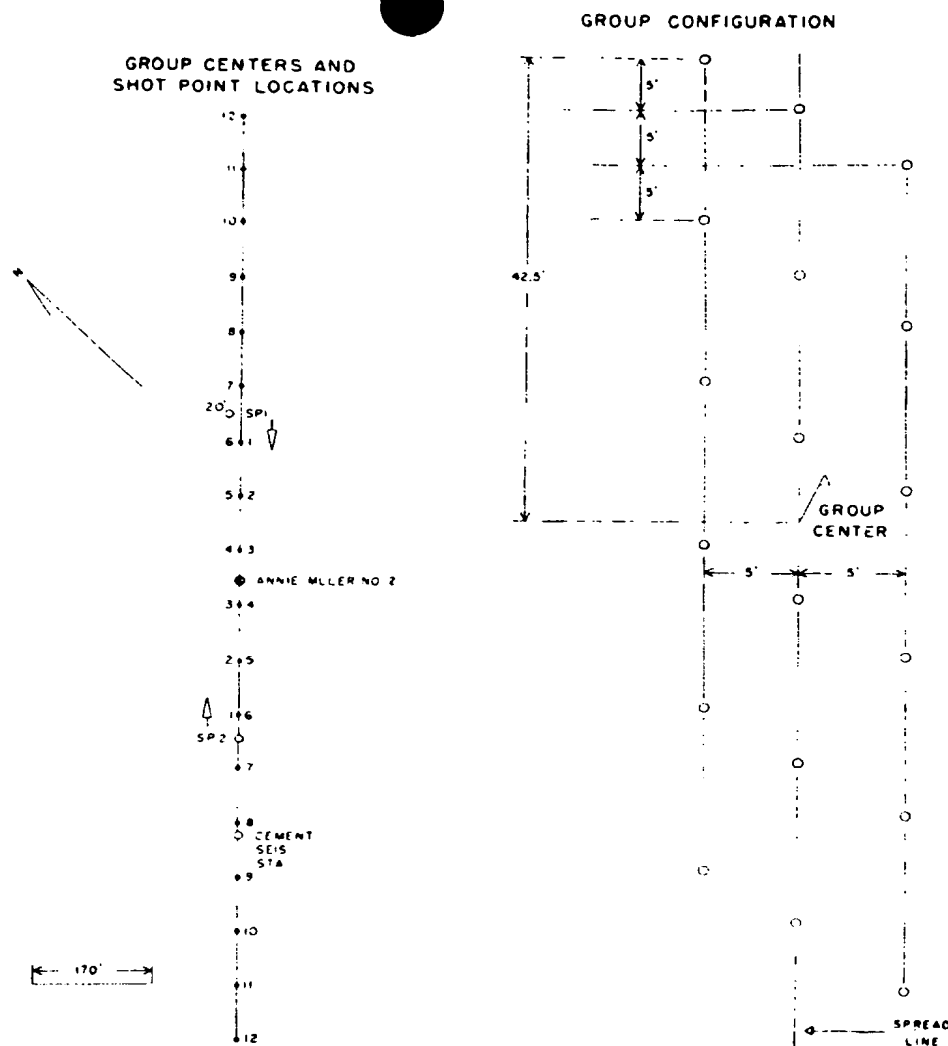 GROUP CONFIGURATION
GROUP CENTERS AND
SHOT POINT LOCATIONS
12
11
10
9
8
7
20' SP1
6 1
5 2
4 3
ANNIE MLLER NO 2
3 4
2 5
1 6
SP2
7
8
CEMENT
SEIS
STA
9
10
11
12
170'
N
5'
5'
5'
42.5'
GROUP
CENTER
5' 5'
SPREAD
LINE